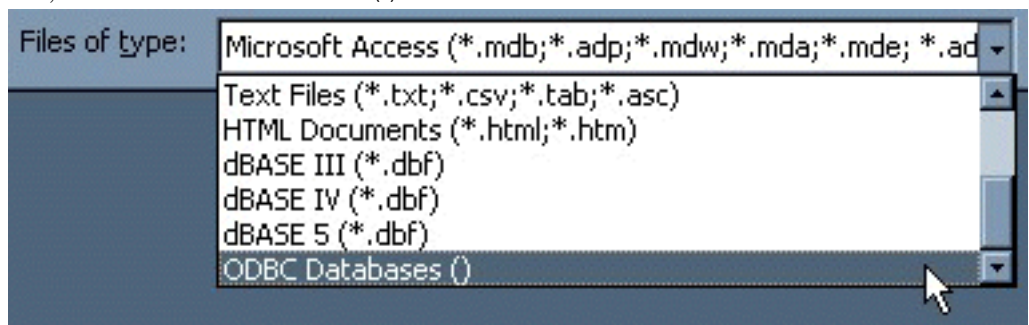 Files of type:
Microsoft Access (*.mdb;*.adp;*.mdw;*.mda;*.mde; *.ad
Text Files (*.txt;*.csv;*.tab;*.asc)
HTML Documents (*.html;*.htm)
dBASE III (*.dbf)
dBASE IV (*.dbf)
dBASE 5 (*.dbf)
ODBC Databases ()